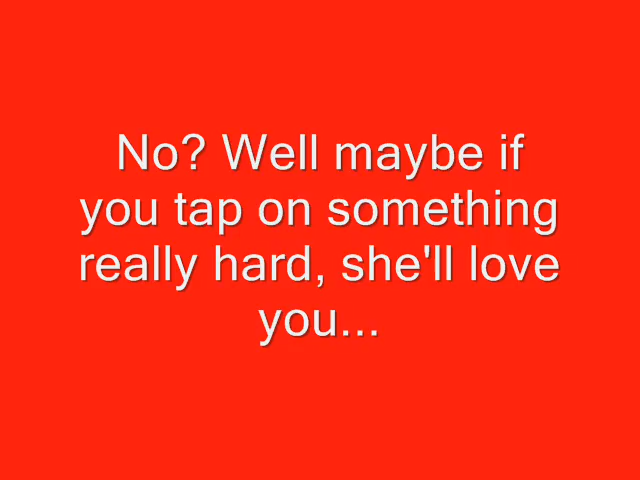 No? Well maybe if
you tap on something
really hard, she'll love
you...